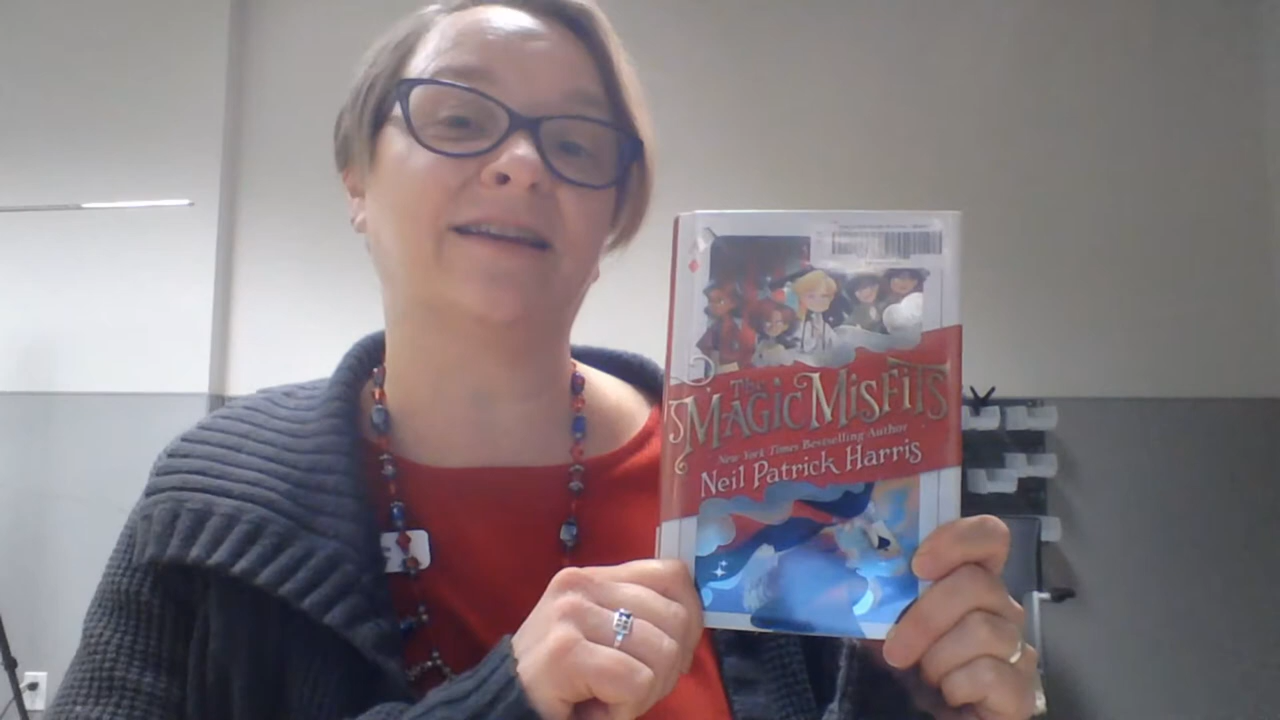 The
MAGIC MISFITS
New York Times Bestselling Author
Neil Patrick Harris